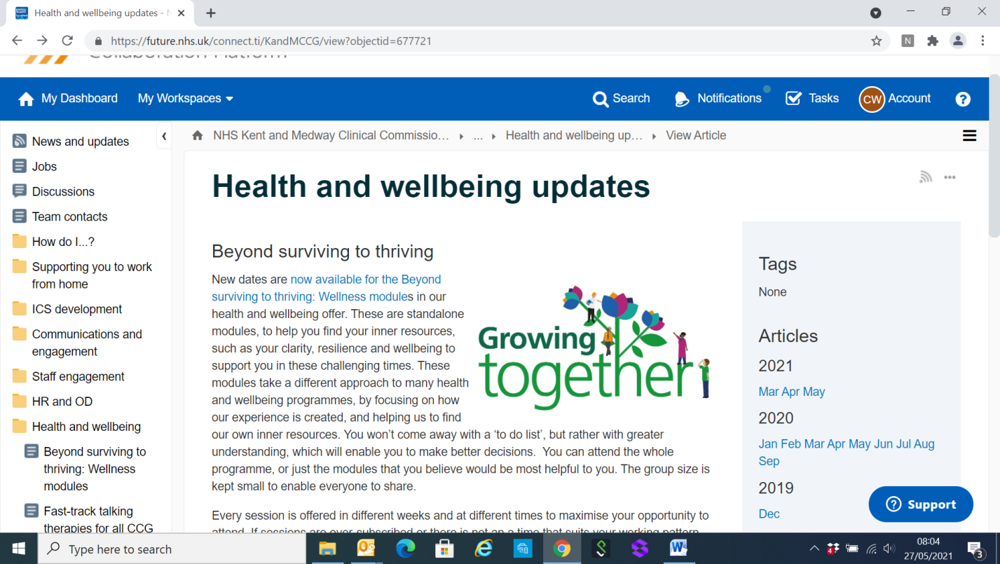 Health and wellbeing updates - N
https://future.nhs.uk/connect.ti/KandMCCG/view?objectid=677721
N
Collaboration Platform
My Dashboard
My Workspaces
Search
Notifications
Tasks
CW
Account
?
News and updates
Jobs
Discussions
Team contacts
How do I...?
Supporting you to work
from home
ICS development
Communications and
engagement
Staff engagement
HR and OD
Health and wellbeing
Beyond surviving to
thriving: Wellness
modules
Fast-track talking
therapies for all CCG
NHS Kent and Medway Clinical Commissio…
...
Health and wellbeing up…
View Article
Health and wellbeing updates
Beyond surviving to thriving
New dates are now available for the Beyond
surviving to thriving: Wellness modules in our
health and wellbeing offer. These are standalone
modules, to help you find your inner resources,
such as your clarity, resilience and wellbeing to
support you in these challenging times. These
modules take a different approach to many health
and wellbeing programmes, by focusing on how
our experience is created, and helping us to find
our own inner resources. You won’t come away with a ‘to do list’, but rather with greater
understanding, which will enable you to make better decisions.  You can attend the whole
programme, or just the modules that you believe would be most helpful to you. The group size is
kept small to enable everyone to share.
Every session is offered in different weeks and at different times to maximise your opportunity to
attend. If sessions are over-subscribed or there is not an a time that suits your working pattern
Growing
together
Tags
None
Articles
2021
Mar Apr May
2020
Jan Feb Mar Apr May Jun Jul Aug
Sep
2019
Dec
? Support
Type here to search
4
08:04
27/05/2021
3